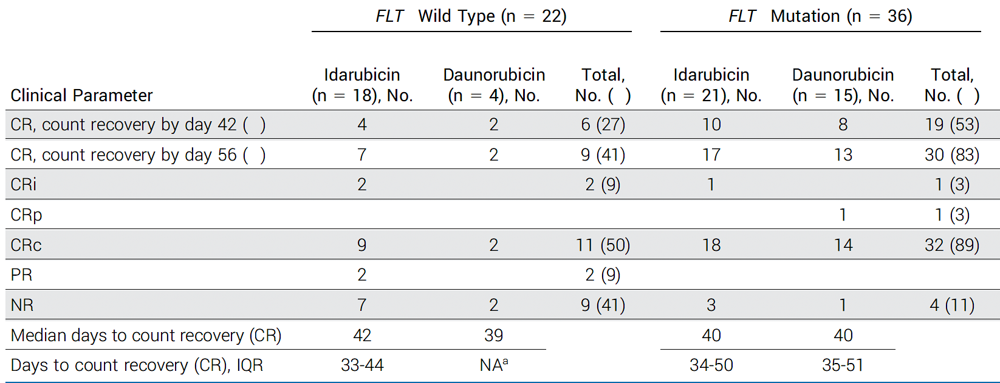 FLT Wild Type (n = 22) FLT Mutation (n = 36)
Idarubicin Daunorubicin Total, Idarubicin Daunorubicin Total,
Clinical Parameter (n = 18), No. (n = 4), No. No. ( ) (n = 21), No. (n = 15), No. No. ( )
CR, count recovery by day 42 ( ) 4 2 6 (27) 10 8 19 (53)
CR, count recovery by day 56 ( ) 7 2 9 (41) 17 13 30 (83)
CRi 2 2 (9) 1 1 (3)
CRp 1 1 (3)
CRc 9 2 11 (50) 18 14 32 (89)
PR 2 2 (9)
NR 7 2 9 (41) 3 1 4 (11)
Median days to count recovery (CR) 42 39 40 40
Days to count recovery (CR), IQR 33-44 NAa 34-50 35-51